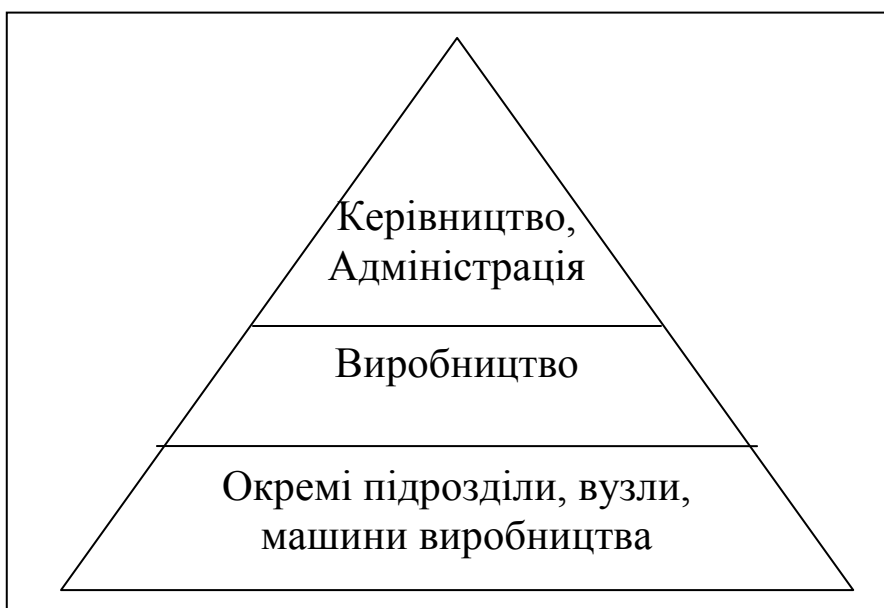 Керівництво,
Адміністрація
Виробництво
Окремі підрозділи, вузли,
машини виробництва